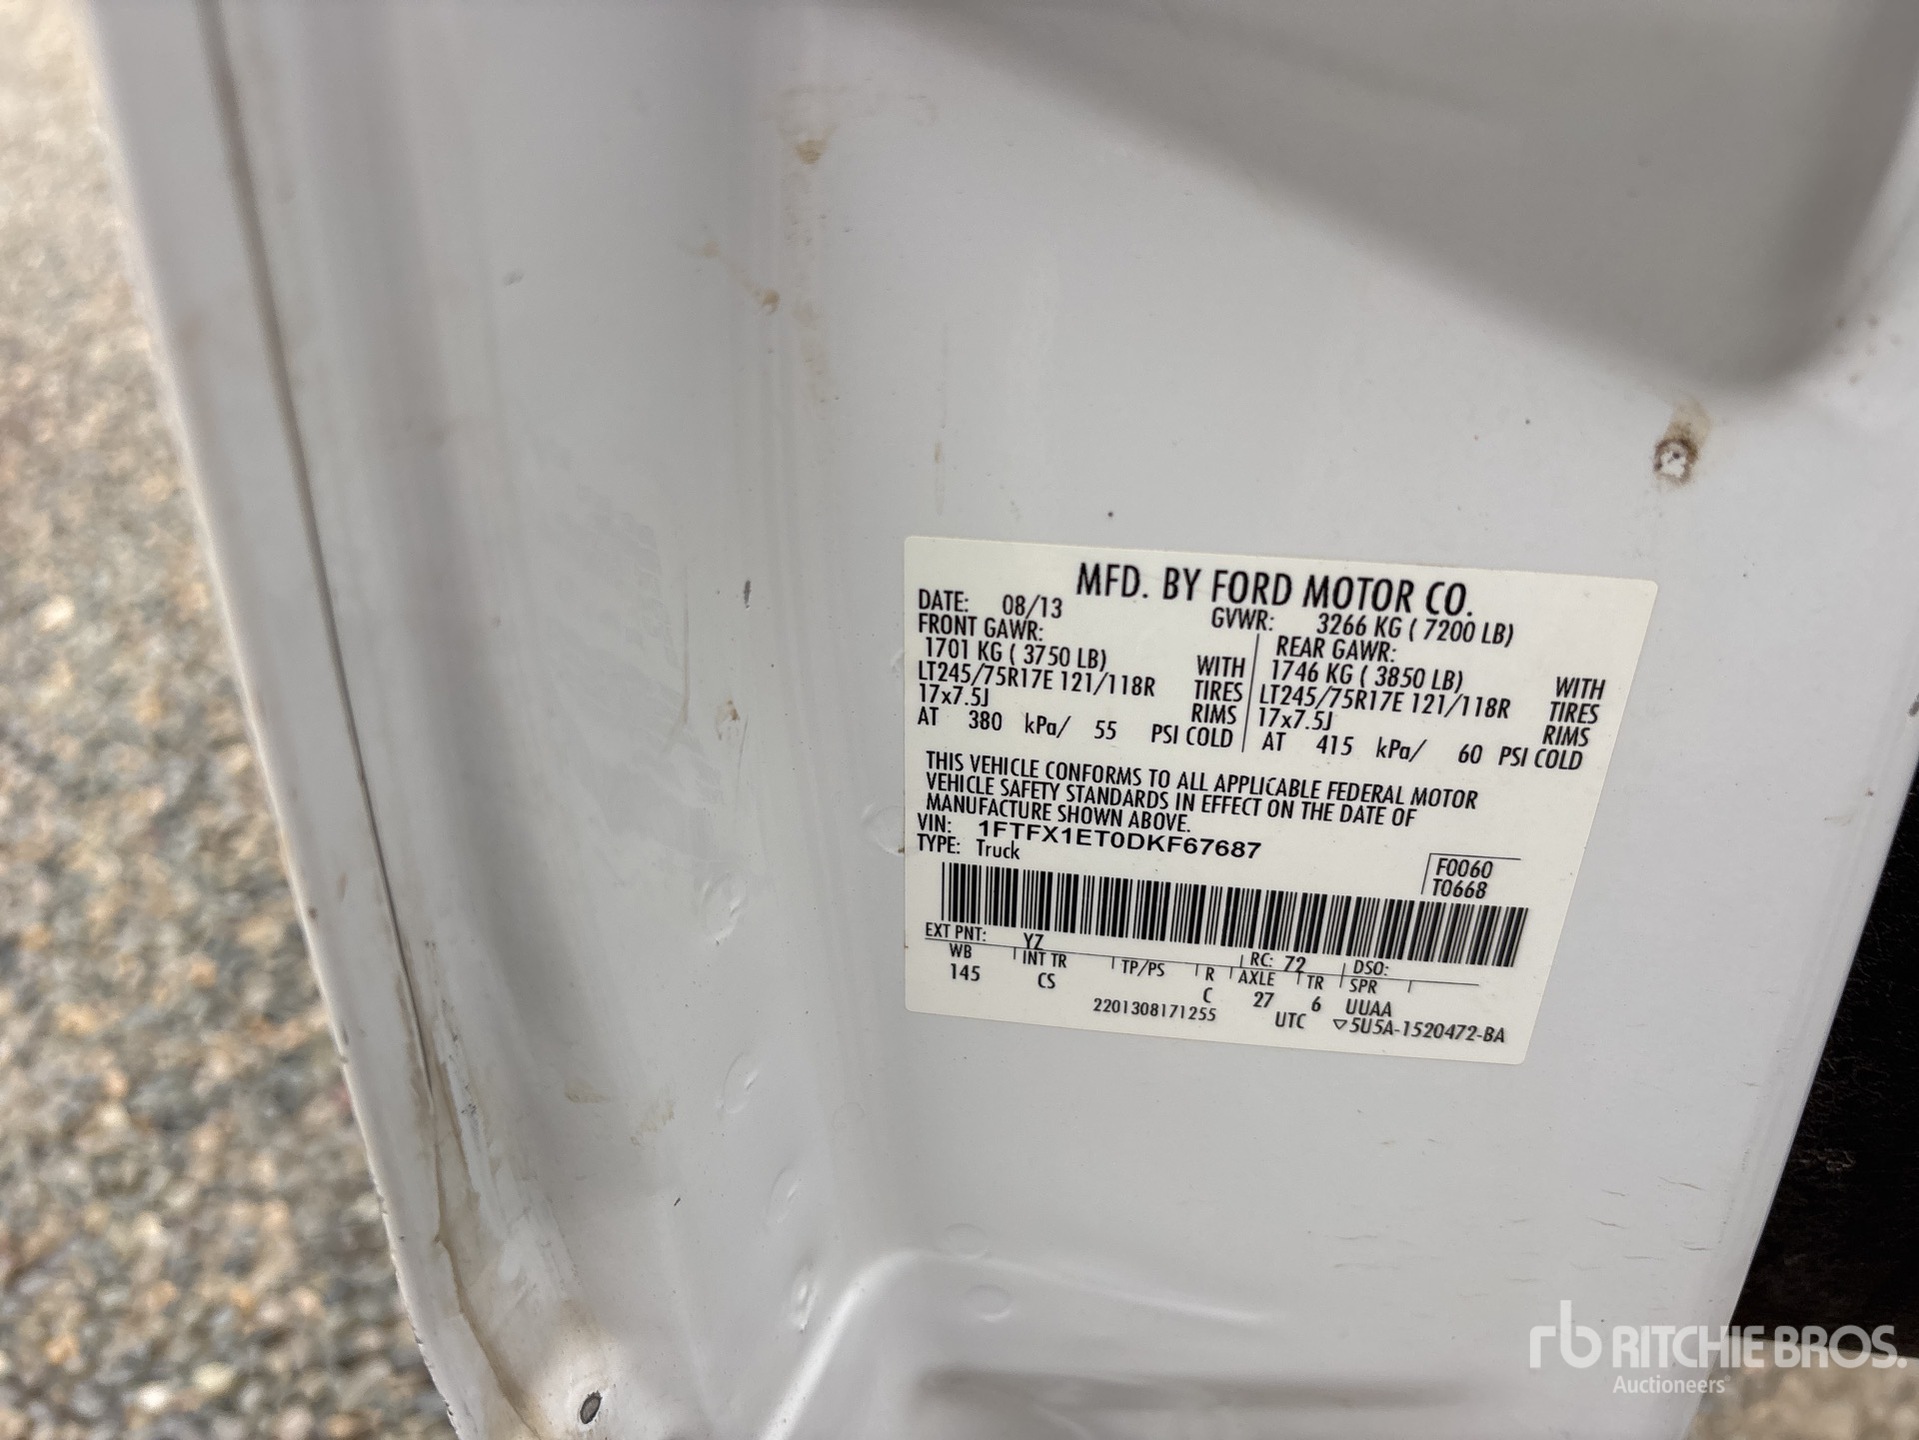 MFD. BY FORD MOTOR CO.
DATE: 08/13 GVWR: 3266 KG ( 7200 LB)
FRONT GAWR: REAR GAWR:
1701 KG ( 3750 LB) WITH 1746 KG ( 3850 LB) WITH
LT245/75R17E 121/118R TIRES LT245/75R17E 121/118R TIRES
17x7.5J RIMS 17x7.5J RIMS
AT 380 kPa/ 55 PSI COLD AT 415 kPa/ 60 PSI COLD
THIS VEHICLE CONFORMS TO ALL APPLICABLE FEDERAL MOTOR
VEHICLE SAFETY STANDARDS IN EFFECT ON THE DATE OF
MANUFACTURE SHOWN ABOVE.
VIN: 1FTFX1ET0DKF67687
TYPE: Truck
F0060
T0668
EXT PNT: YZ RC: 72 DSO:
WB INT TR TP/PS R AXLE TR SPR
145 CS C 27 6 UUAA
2201308171255 UTC ▽5U5A-1520472-BA
rb RITCHIE BROS.
Auctioneers